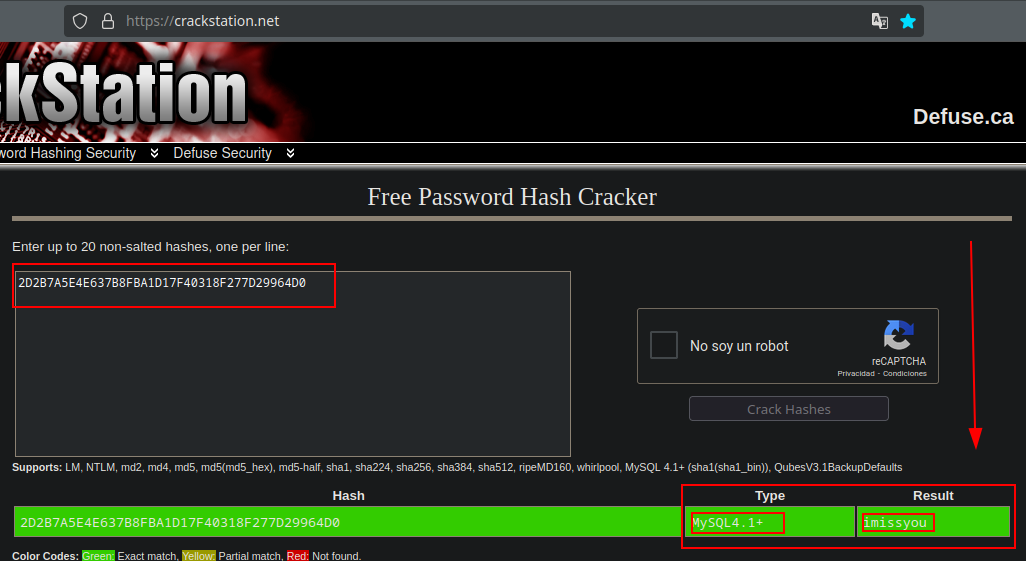 https://crackstation.net
ckStation
Defuse.ca
word Hashing Security Defuse Security
Free Password Hash Cracker
Enter up to 20 non-salted hashes, one per line:
2D2B7A5E4E637B8FBA1D17F40318F277D29964D0
No soy un robot
reCAPTCHA
Privacidad - Condiciones
Crack Hashes
Supports: LM, NTLM, md2, md4, md5, md5(md5_hex), md5-half, sha1, sha224, sha256, sha384, sha512, ripeMD160, whirlpool, MySQL 4.1+ (sha1(sha1_bin)), QubesV3.1BackupDefaults
Hash Type Result
2D2B7A5E4E637B8FBA1D17F40318F277D29964D0 MySQL4.1+ imissyou
Color Codes: Green: Exact match, Yellow: Partial match, Red: Not found.